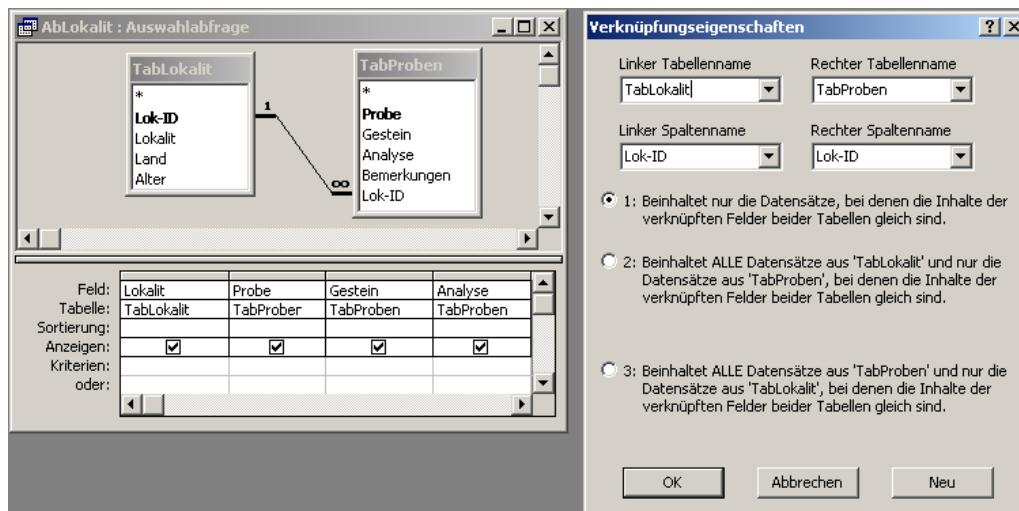 AbLokalit : Auswahlabfrage
TabLokalit
*
Lok-ID
Lokalit
Land
Alter
1
∞
TabProben
*
Probe
Gestein
Analyse
Bemerkungen
Lok-ID
Feld: Lokalit Probe Gestein Analyse
Tabelle: TabLokalit TabProber TabProben TabProben
Sortierung:
Anzeigen:
Kriterien:
oder:
Verknüpfungseigenschaften
Linker Tabellenname Rechter Tabellenname
TabLokalit TabProben
Linker Spaltenname Rechter Spaltenname
Lok-ID Lok-ID
1: Beinhaltet nur die Datensätze, bei denen die Inhalte der
verknüpften Felder beider Tabellen gleich sind.
2: Beinhaltet ALLE Datensätze aus 'TabLokalit' und nur die
Datensätze aus 'TabProben', bei denen die Inhalte der
verknüpften Felder beider Tabellen gleich sind.
3: Beinhaltet ALLE Datensätze aus 'TabProben' und nur die
Datensätze aus 'TabLokalit', bei denen die Inhalte der
verknüpften Felder beider Tabellen gleich sind.
OK Abbrechen Neu